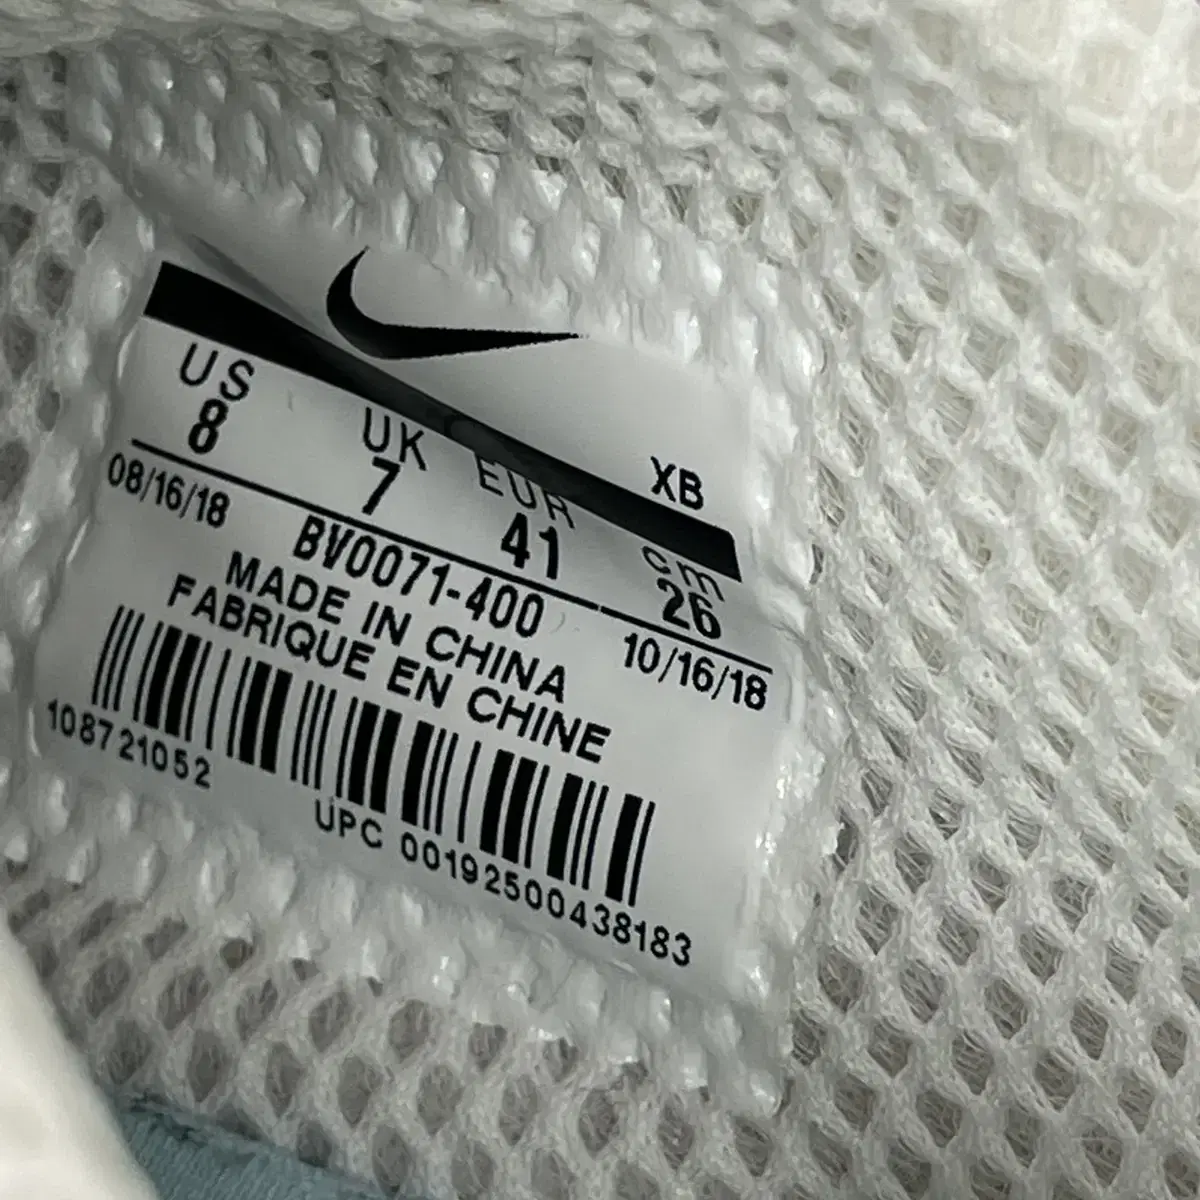 XB
US UK EUR cm
8 7 41 26
08/16/18 BV0071-400 10/16/18
MADE IN CHINA
FABRIQUE EN CHINE
108721052
UPC 00192500438183